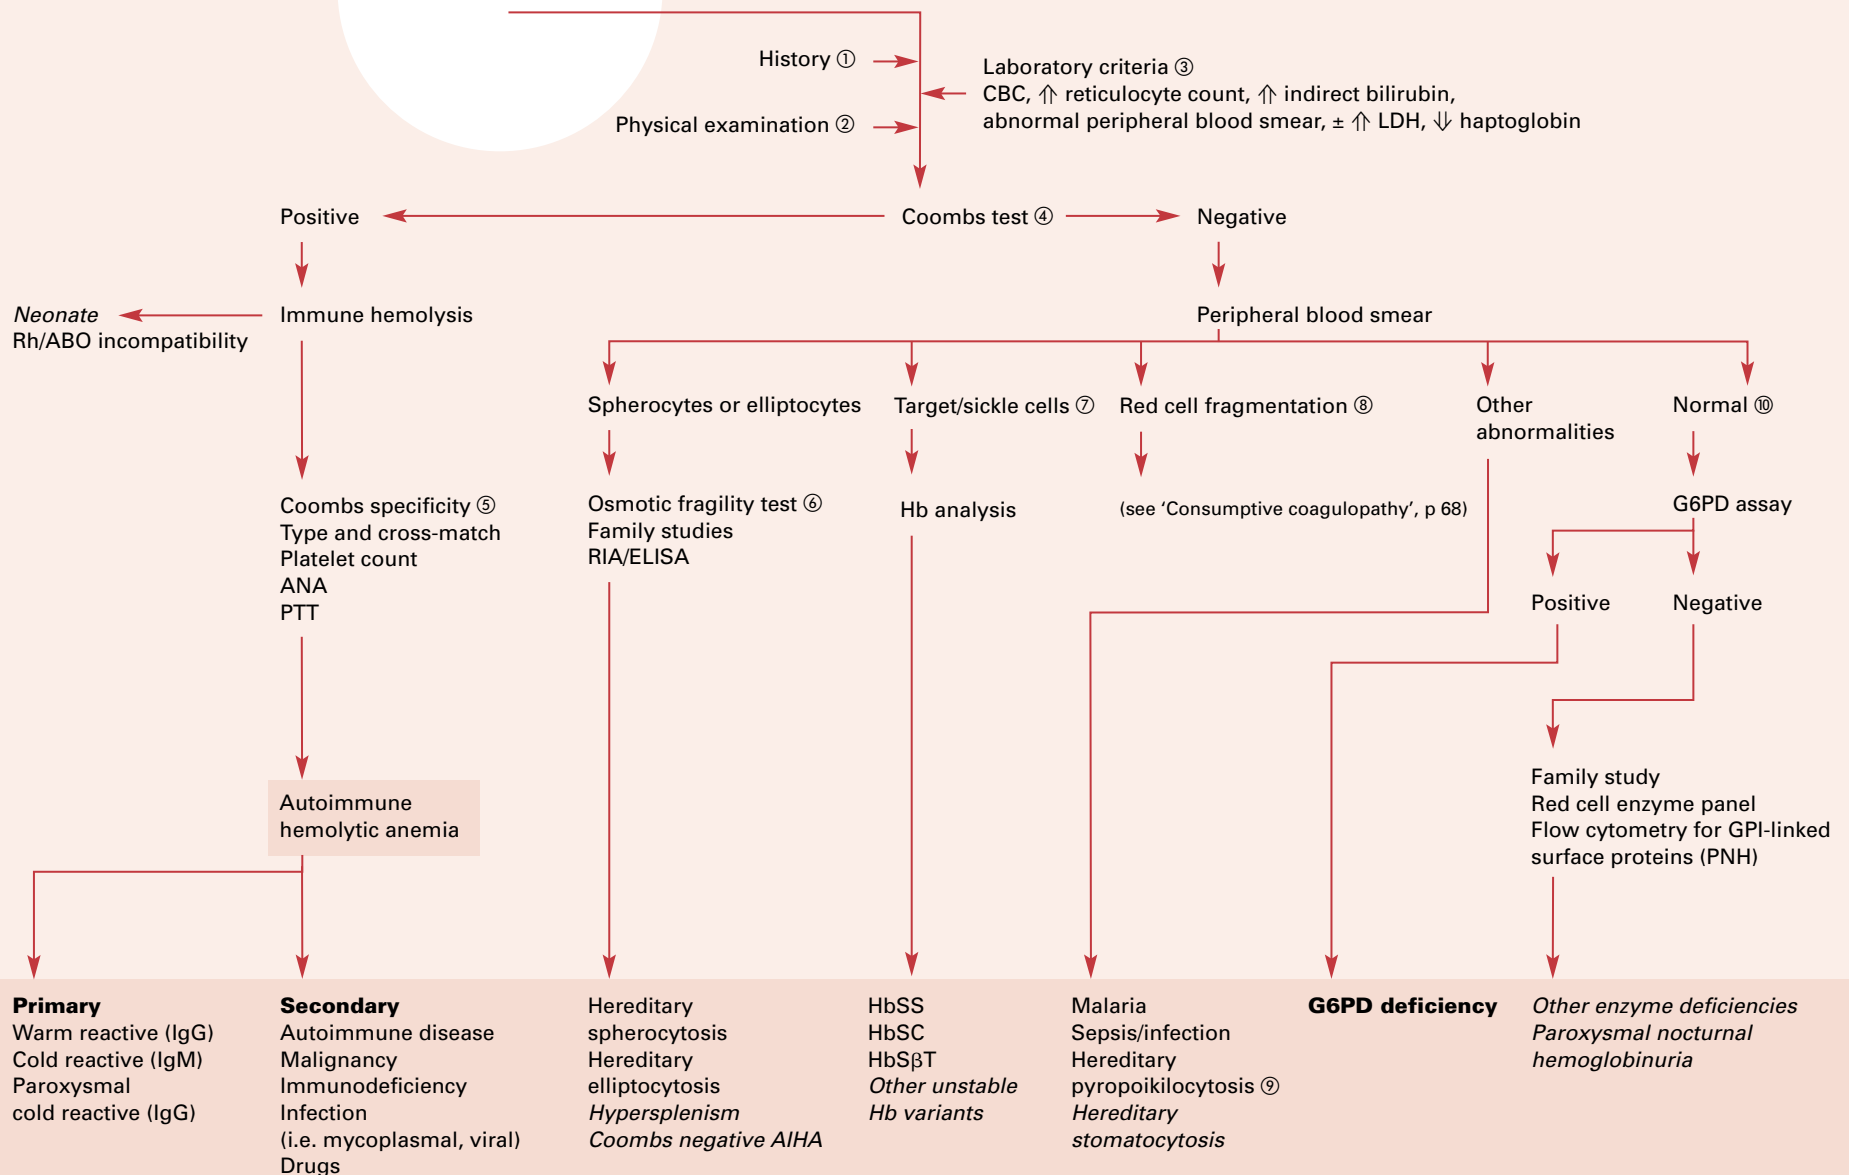 History ①
Laboratory criteria ③
CBC, ⇑ reticulocyte count, ⇑ indirect bilirubin,
abnormal peripheral blood smear, ± ⇑ LDH, ⇓ haptoglobin
Physical examination ②
Positive
Coombs test ④
Negative
Neonate
Rh/ABO incompatibility
Immune hemolysis
Peripheral blood smear
Spherocytes or elliptocytes
Target/sickle cells ⑦
Red cell fragmentation ⑧
Other
abnormalities
Normal ⑩
Coombs specificity ⑤
Type and cross-match
Platelet count
ANA
PTT
Osmotic fragility test ⑥
Family studies
RIA/ELISA
Hb analysis
(see 'Consumptive coagulopathy', p 68)
G6PD assay
Positive
Negative
Autoimmune
hemolytic anemia
Family study
Red cell enzyme panel
Flow cytometry for GPI-linked
surface proteins (PNH)
Primary
Warm reactive (IgG)
Cold reactive (IgM)
Paroxysmal
cold reactive (IgG)
Secondary
Autoimmune disease
Malignancy
Immunodeficiency
Infection
(i.e. mycoplasmal, viral)
Drugs
Hereditary
spherocytosis
Hereditary
elliptocytosis
Hypersplenism
Coombs negative AIHA
HbSS
HbSC
HbSβT
Other unstable
Hb variants
Malaria
Sepsis/infection
Hereditary
pyropoikilocytosis ⑨
Hereditary
stomatocytosis
G6PD deficiency
Other enzyme deficiencies
Paroxysmal nocturnal
hemoglobinuria